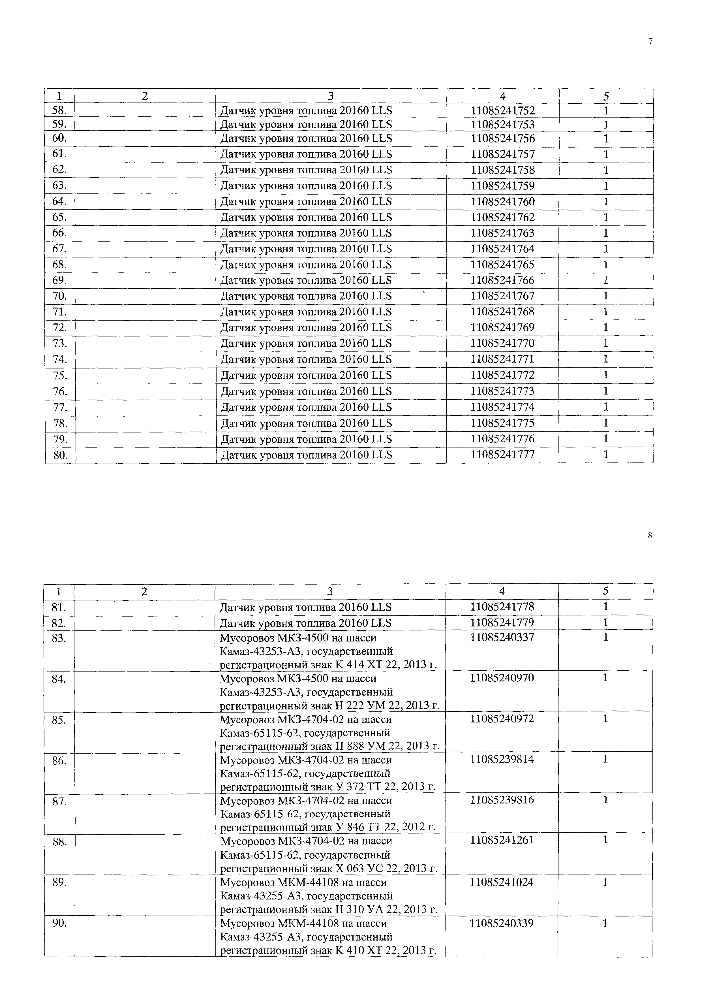 7
1 2 3 4 5
58. Датчик уровня топлива 20160 LLS 11085241752 1
59. Датчик уровня топлива 20160 LLS 11085241753 1
60. Датчик уровня топлива 20160 LLS 11085241756 1
61. Датчик уровня топлива 20160 LLS 11085241757 1
62. Датчик уровня топлива 20160 LLS 11085241758 1
63. Датчик уровня топлива 20160 LLS 11085241759 1
64. Датчик уровня топлива 20160 LLS 11085241760 1
65. Датчик уровня топлива 20160 LLS 11085241762 1
66. Датчик уровня топлива 20160 LLS 11085241763 1
67. Датчик уровня топлива 20160 LLS 11085241764 1
68. Датчик уровня топлива 20160 LLS 11085241765 1
69. Датчик уровня топлива 20160 LLS 11085241766 1
70. Датчик уровня топлива 20160 LLS 11085241767 1
71. Датчик уровня топлива 20160 LLS 11085241768 1
72. Датчик уровня топлива 20160 LLS 11085241769 1
73. Датчик уровня топлива 20160 LLS 11085241770 1
74. Датчик уровня топлива 20160 LLS 11085241771 1
75. Датчик уровня топлива 20160 LLS 11085241772 1
76. Датчик уровня топлива 20160 LLS 11085241773 1
77. Датчик уровня топлива 20160 LLS 11085241774 1
78. Датчик уровня топлива 20160 LLS 11085241775 1
79. Датчик уровня топлива 20160 LLS 11085241776 1
80. Датчик уровня топлива 20160 LLS 11085241777 1
8
1 2 3 4 5
81. Датчик уровня топлива 20160 LLS 11085241778 1
82. Датчик уровня топлива 20160 LLS 11085241779 1
83. Мусоровоз МКЗ-4500 на шасси 11085240337 1
Камаз-43253-А3, государственный
регистрационный знак К 414 ХТ 22, 2013 г.
84. Мусоровоз МКЗ-4500 на шасси 11085240970 1
Камаз-43253-А3, государственный
регистрационный знак Н 222 УМ 22, 2013 г.
85. Мусоровоз МКЗ-4704-02 на шасси 11085240972 1
Камаз-65115-62, государственный
регистрационный знак Н 888 УМ 22, 2013 г.
86. Мусоровоз МКЗ-4704-02 на шасси 11085239814 1
Камаз-65115-62, государственный
регистрационный знак У 372 ТТ 22, 2013 г.
87. Мусоровоз МКЗ-4704-02 на шасси 11085239816 1
Камаз-65115-62, государственный
регистрационный знак У 846 ТТ 22, 2012 г.
88. Мусоровоз МКЗ-4704-02 на шасси 11085241261 1
Камаз-65115-62, государственный
регистрационный знак Х 063 УС 22, 2013 г.
89. Мусоровоз МКМ-44108 на шасси 11085241024 1
Камаз-43255-А3, государственный
регистрационный знак Н 310 УА 22, 2013 г.
90. Мусоровоз МКМ-44108 на шасси 11085240339 1
Камаз-43255-А3, государственный
регистрационный знак К 410 ХТ 22, 2013 г.